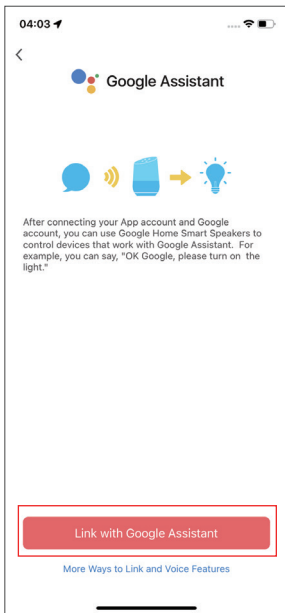 04:03
Google Assistant
After connecting your App account and Google
account, you can use Google Home Smart Speakers to
control devices that work with Google Assistant. For
example, you can say, "OK Google, please turn on the
light."
Link with Google Assistant
More Ways to Link and Voice Features